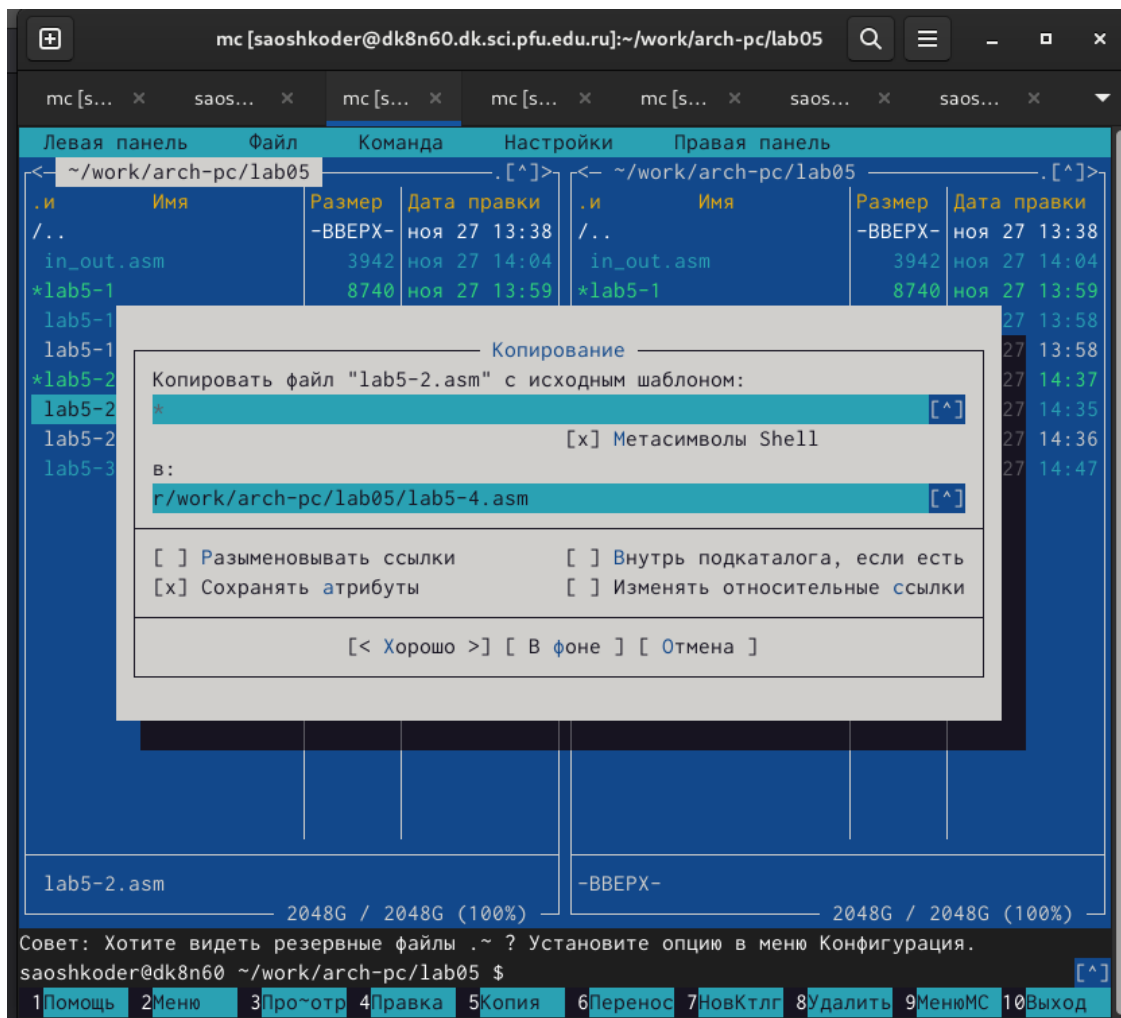 mc [saoshkoder@dk8n60.dk.sci.pfu.edu.ru]:~/work/arch-pc/lab05
mc [s... × saos... × mc [s... × mc [s... × mc [s... × saos... × saos... ×
Левая панель Файл Команда Настройки Правая панель
<— ~/work/arch-pc/lab05 .[^]> <— ~/work/arch-pc/lab05 .[^]>
.и Имя Размер Дата правки .и Имя Размер Дата правки
/.. -ВВЕРХ- ноя 27 13:38 /.. -ВВЕРХ- ноя 27 13:38
in_out.asm 3942 ноя 27 14:04 in_out.asm 3942 ноя 27 14:04
*lab5-1 8740 ноя 27 13:59 *lab5-1 8740 ноя 27 13:59
lab5-1 27 13:58
lab5-1 Копирование 27 13:58
*lab5-2 Копировать файл "lab5-2.asm" с исходным шаблоном: 27 14:37
lab5-2 * [^] 27 14:35
lab5-2 [x] Метасимволы Shell 27 14:36
lab5-3 в: 27 14:47
r/work/arch-pc/lab05/lab5-4.asm [^]
[ ] Разыменовывать ссылки [ ] Внутрь подкаталога, если есть
[x] Сохранять атрибуты [ ] Изменять относительные ссылки
[< Хорошо >] [ В фоне ] [ Отмена ]
lab5-2.asm -ВВЕРХ-
2048G / 2048G (100%) 2048G / 2048G (100%)
Совет: Хотите видеть резервные файлы .~ ? Установите опцию в меню Конфигурация.
saoshkoder@dk8n60 ~/work/arch-pc/lab05 $ [^]
1Помощь 2Меню 3Про~отр 4Правка 5Копия 6Перенос 7НовКтлг 8Удалить 9МенюМС 10Выход